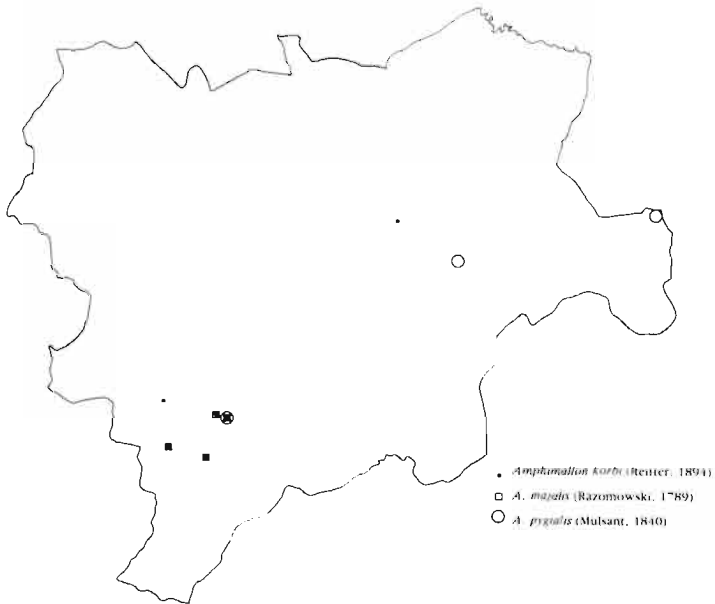 Amphimallon korbi (Reitter, 1894)
A. majalis (Razomowski, 1789)
A. pygialis (Mulsant, 1840)